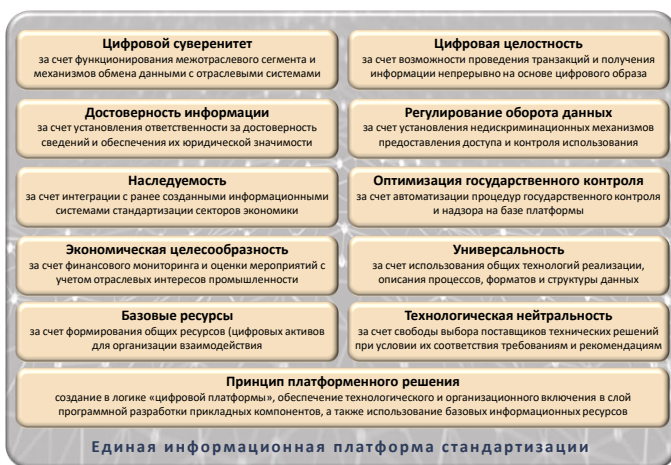 Цифровой суверенитет
за счет функционирования межотраслевого сегмента и
механизмов обмена данными с отраслевыми системами
Цифровая целостность
за счет возможности проведения транзакций и получения
информации непрерывно на основе цифрового образа
Достоверность информации
за счет установления ответственности за достоверность
сведений и обеспечения их юридической значимости
Регулирование оборота данных
за счет установления недискриминационных механизмов
предоставления доступа и контроля использования
Наследуемость
за счет интеграции с ранее созданными информационными
системами стандартизации секторов экономики
Оптимизация государственного контроля
за счет автоматизации процедур государственного контроля
и надзора на базе платформы
Экономическая целесообразность
за счет финансового мониторинга и оценки мероприятий с
учетом отраслевых интересов промышленности
Универсальность
за счет использования общих технологий реализации,
описания процессов, форматов и структуры данных
Базовые ресурсы
за счет формирования общих ресурсов (цифровых активов
для организации взаимодействия
Технологическая нейтральность
за счет свободы выбора поставщиков технических решений
при условии их соответствия требованиям и рекомендациям
Принцип платформенного решения
создание в логике «цифровой платформы», обеспечение технологического и организационного включения в слой
программной разработки прикладных компонентов, а также использование базовых информационных ресурсов
Единая информационная платформа стандартизации